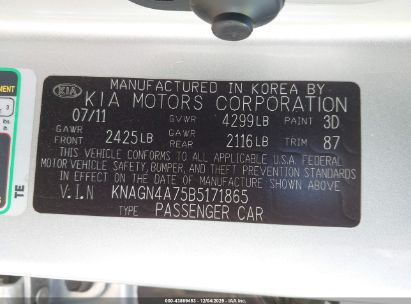 MANUFACTURED IN KOREA BY
KIA KIA MOTORS CORPORATION
07/11 GVWR 4299LB PAINT 3D
GAWR FRONT 2425LB GAWR REAR 2116LB TRIM 87
THIS VEHICLE CONFORMS TO ALL APPLICABLE U.S.A FEDERAL
MOTOR VEHICLE SAFETY, BUMPER, AND THEFT PREVENTION STANDARDS
IN EFFECT ON THE DATE OF MANUFACTURE SHOWN ABOVE
V.I.N KNAGN4A75B5171865
TYPE PASSENGER CAR
TE